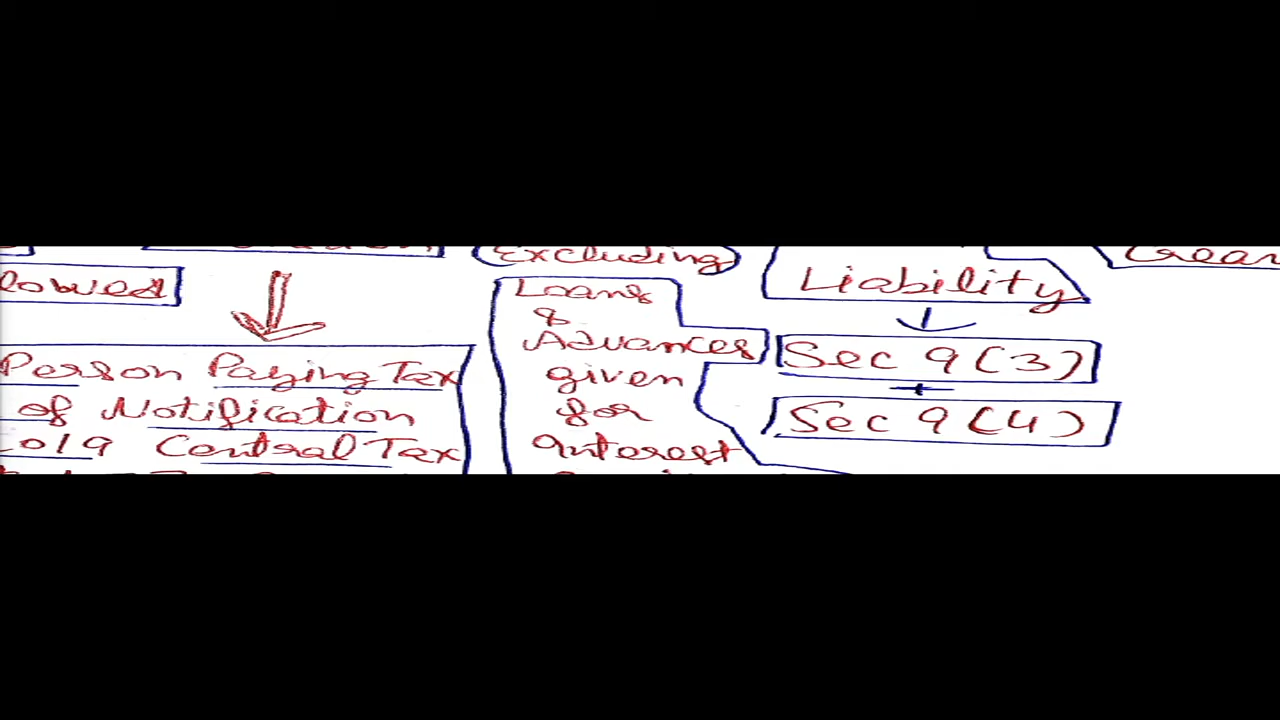 Excluding
lowed
Liability
Loans
&
Advances
given
for
Interest
Sec 9 (3)
+
Sec 9 (4)
Person Paying Tax
of Notification
2019 Central Tax